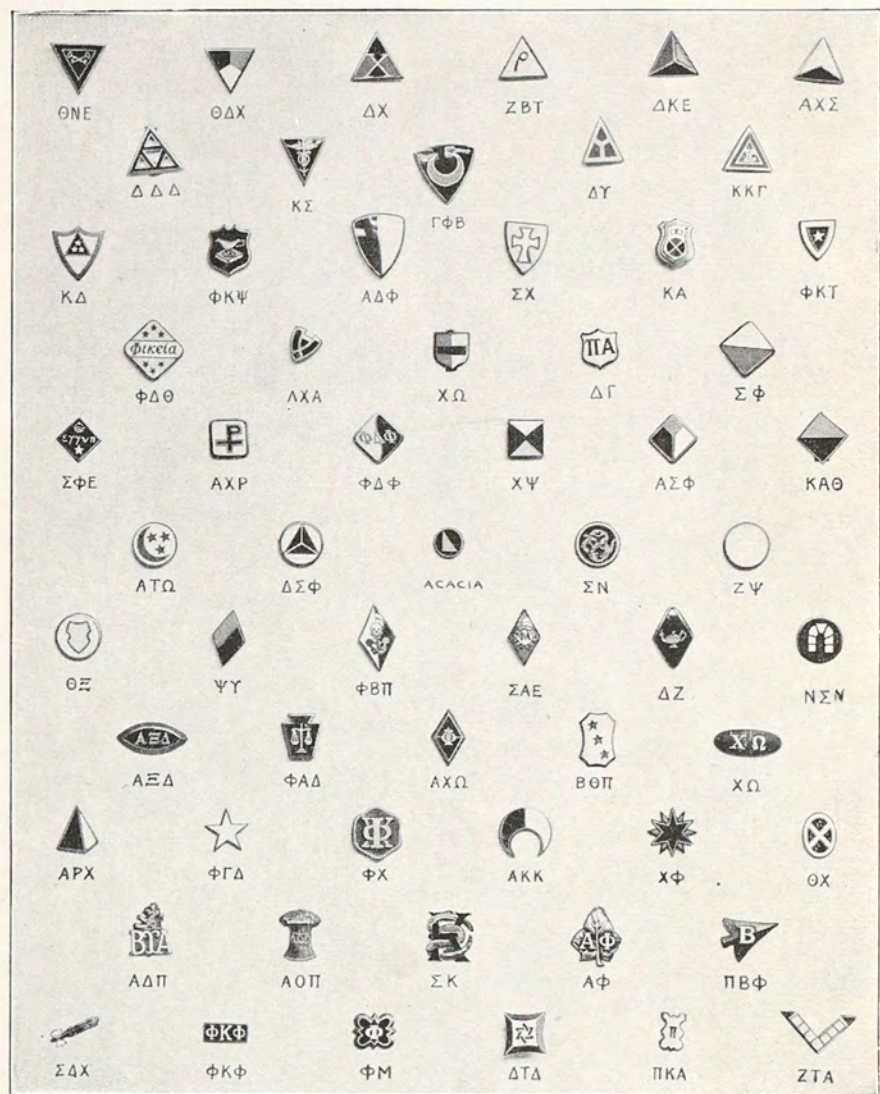 ΘΝΕ ΘΔΧ ΔΧ ΖΒΤ ΔΚΕ ΑΧΣ
Δ Δ Δ ΚΣ ΓΦΒ ΔΥ ΚΚΓ
ΚΔ ΦΚΨ ΑΔΦ ΣΧ ΚΑ ΦΚΤ
Φικεία ΠΑ
ΦΔΘ ΛΧΑ ΧΩ ΔΓ ΣΦ
ΦΔΦ
ΣΦΕ ΑΧΡ ΦΔΦ ΧΨ ΑΣΦ ΚΑΘ
ΑΤΩ ΔΣΦ ACACIA ΣΝ ΖΨ
ΘΞ ΨΥ ΦΒΠ ΣΑΕ ΔΖ ΝΣΝ
ΑΞΔ Φ Χ Ω
ΑΞΔ ΦΑΔ ΑΧΩ ΒΘΠ ΧΩ
ΦΧ
ΑΡΧ ΦΓΔ ΦΧ ΑΚΚ ΧΦ ΘΧ
ΑΦ Β
ΑΔΠ ΑΟΠ ΣΚ ΑΦ ΠΒΦ
ΦΚΦ Φ Π
ΣΔΧ ΦΚΦ ΦΜ ΔΤΔ ΠΚΑ ΖΤΑ